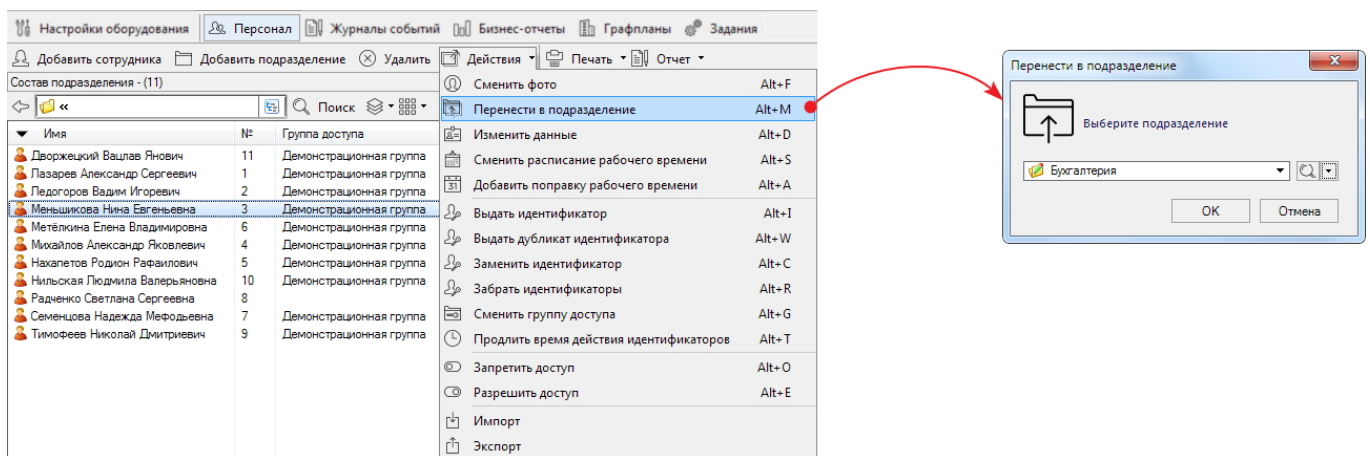 Настройки оборудования Персонал Журналы событий Бизнес-отчеты Графпланы Задания
Добавить сотрудника Добавить подразделение Удалить Действия Печать Отчет
Состав подразделения - (11)
«
Поиск
Имя № Группа доступа
Дворжецкий Вацлав Янович 11 Демонстрационная группа
Лазарев Александр Сергеевич 1 Демонстрационная группа
Ледогоров Вадим Игоревич 2 Демонстрационная группа
Меньшикова Нина Евгеньевна 3 Демонстрационная группа
Метёлкина Елена Владимировна 6 Демонстрационная группа
Михайлов Александр Яковлевич 4 Демонстрационная группа
Нахапетов Родион Рафаилович 5 Демонстрационная группа
Нильская Людмила Валерьяновна 10 Демонстрационная группа
Радченко Светлана Сергеевна 8
Семенцова Надежда Мефодьевна 7 Демонстрационная группа
Тимофеев Николай Дмитриевич 9 Демонстрационная группа
Сменить фото Alt+F
Перенести в подразделение Alt+M
Изменить данные Alt+D
Сменить расписание рабочего времени Alt+S
31 Добавить поправку рабочего времени Alt+A
Выдать идентификатор Alt+I
Выдать дубликат идентификатора Alt+W
Заменить идентификатор Alt+C
Забрать идентификаторы Alt+R
Сменить группу доступа Alt+G
Продлить время действия идентификаторов Alt+T
Запретить доступ Alt+O
Разрешить доступ Alt+E
Импорт
Экспорт
Перенести в подразделение
Выберите подразделение
Бухгалтерия
OK Отмена